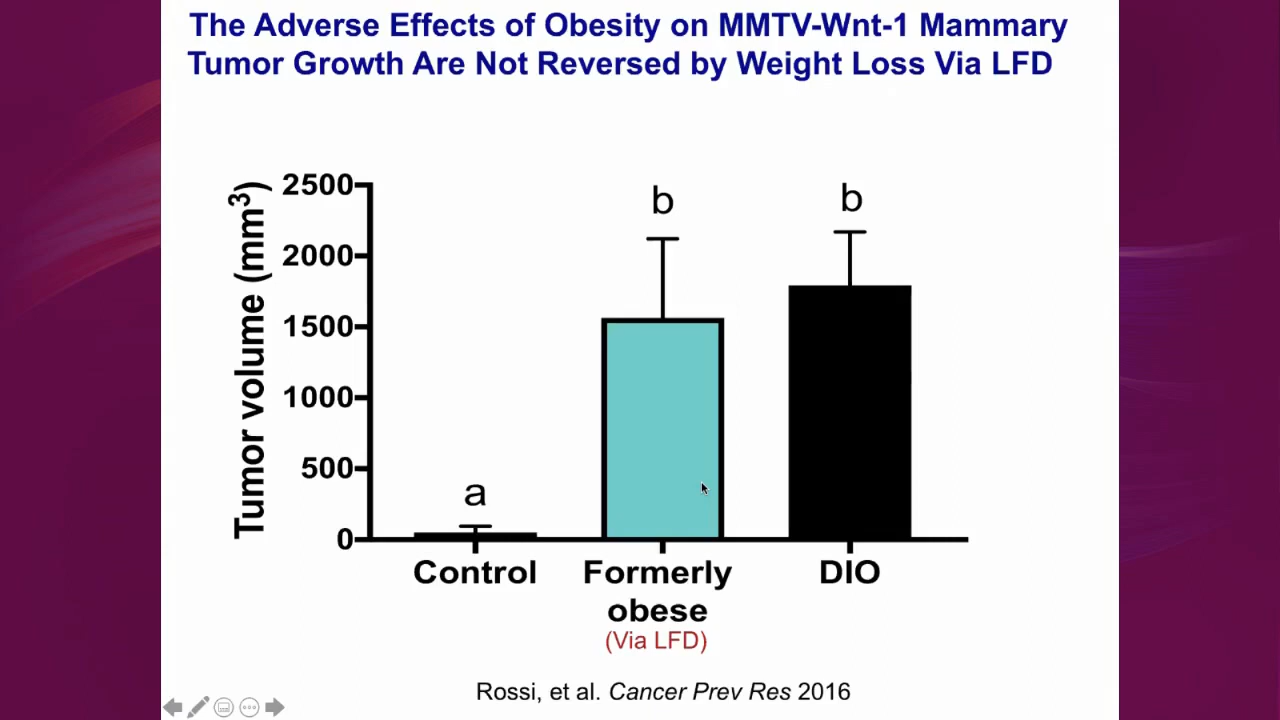 The Adverse Effects of Obesity on MMTV-Wnt-1 Mammary
Tumor Growth Are Not Reversed by Weight Loss Via LFD
Tumor volume (mm³)
2500
2000
1500
1000
500
0
a
b
b
Control
Formerly
obese
(Via LFD)
DIO
Rossi, et al. Cancer Prev Res 2016